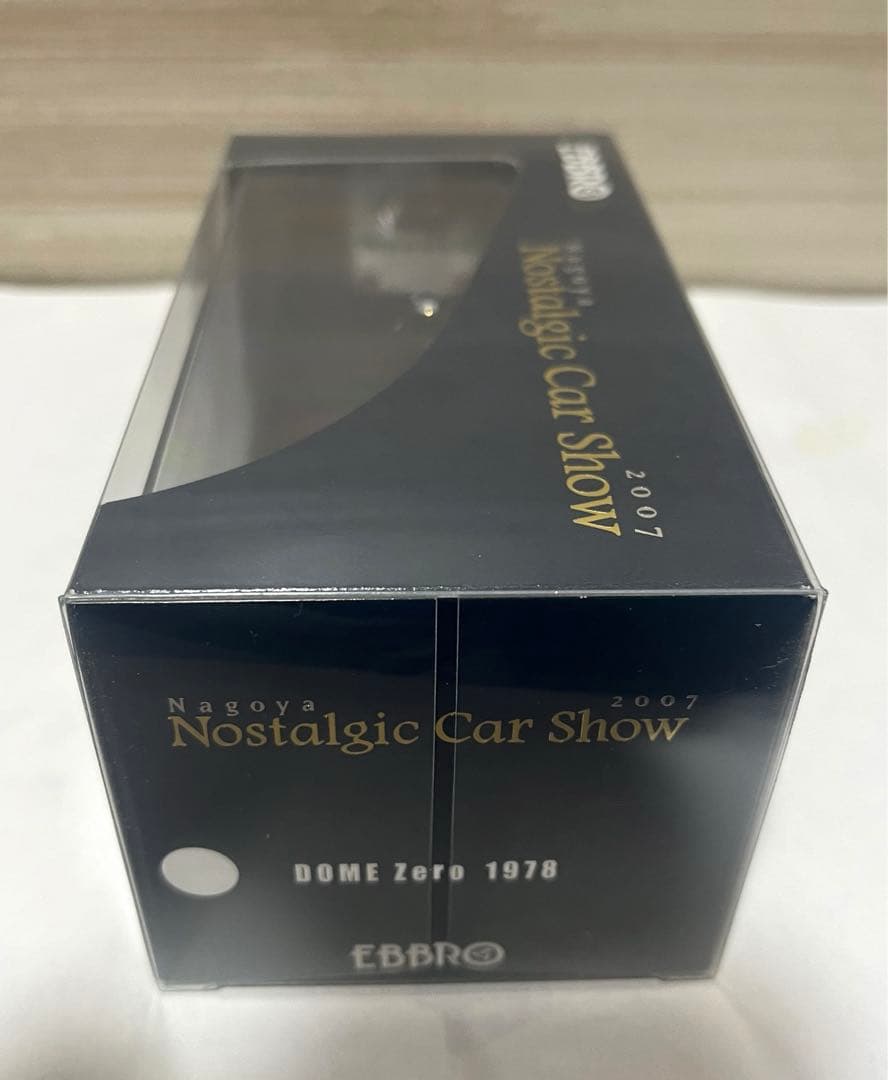 EBBRO
Nagoya
Nostalgic Car Show
2007
Nagoya 2007
Nostalgic Car Show
DOME Zero 1978
EBBRO